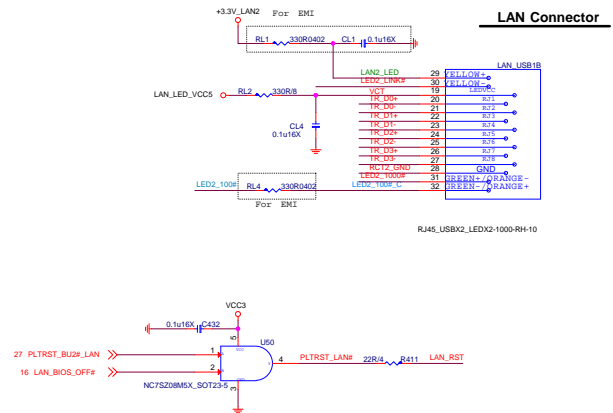 +3.3V_LAN2
For EMI
LAN Connector
RL1 330R0402 CL1 0.1u16X
LAN_USB1B
LAN2_LED 29 YELLOW+
LED2_LINK# 30 YELLOW-
LAN_LED_VCC5 RL2 330R/8 VCT 19 LEDVCC
TR_D0+ 20 RJ1
TR_D0- 21 RJ2
TR_D1+ 22 RJ3
CL4 TR_D1- 23 RJ4
0.1u16X TR_D2+ 24 RJ5
TR_D2- 25 RJ6
TR_D3+ 26 RJ7
TR_D3- 27 RJ8
RCT2_GND 28 GND
LED2_1000# 31 GREEN+/ORANGE-
LED2_100# RL4 330R0402 LED2_100#_C 32 GREEN-/ORANGE+
For EMI
RJ45_USBX2_LEDX2-1000-RH-10
VCC3
0.1u16X C432
5
U50
27 PLTRST_BU2#_LAN 1
4 PLTRST_LAN# 22R/4 R411 LAN_RST
16 LAN_BIOS_OFF# 2
NC7SZ08M5X_SOT23-5
3